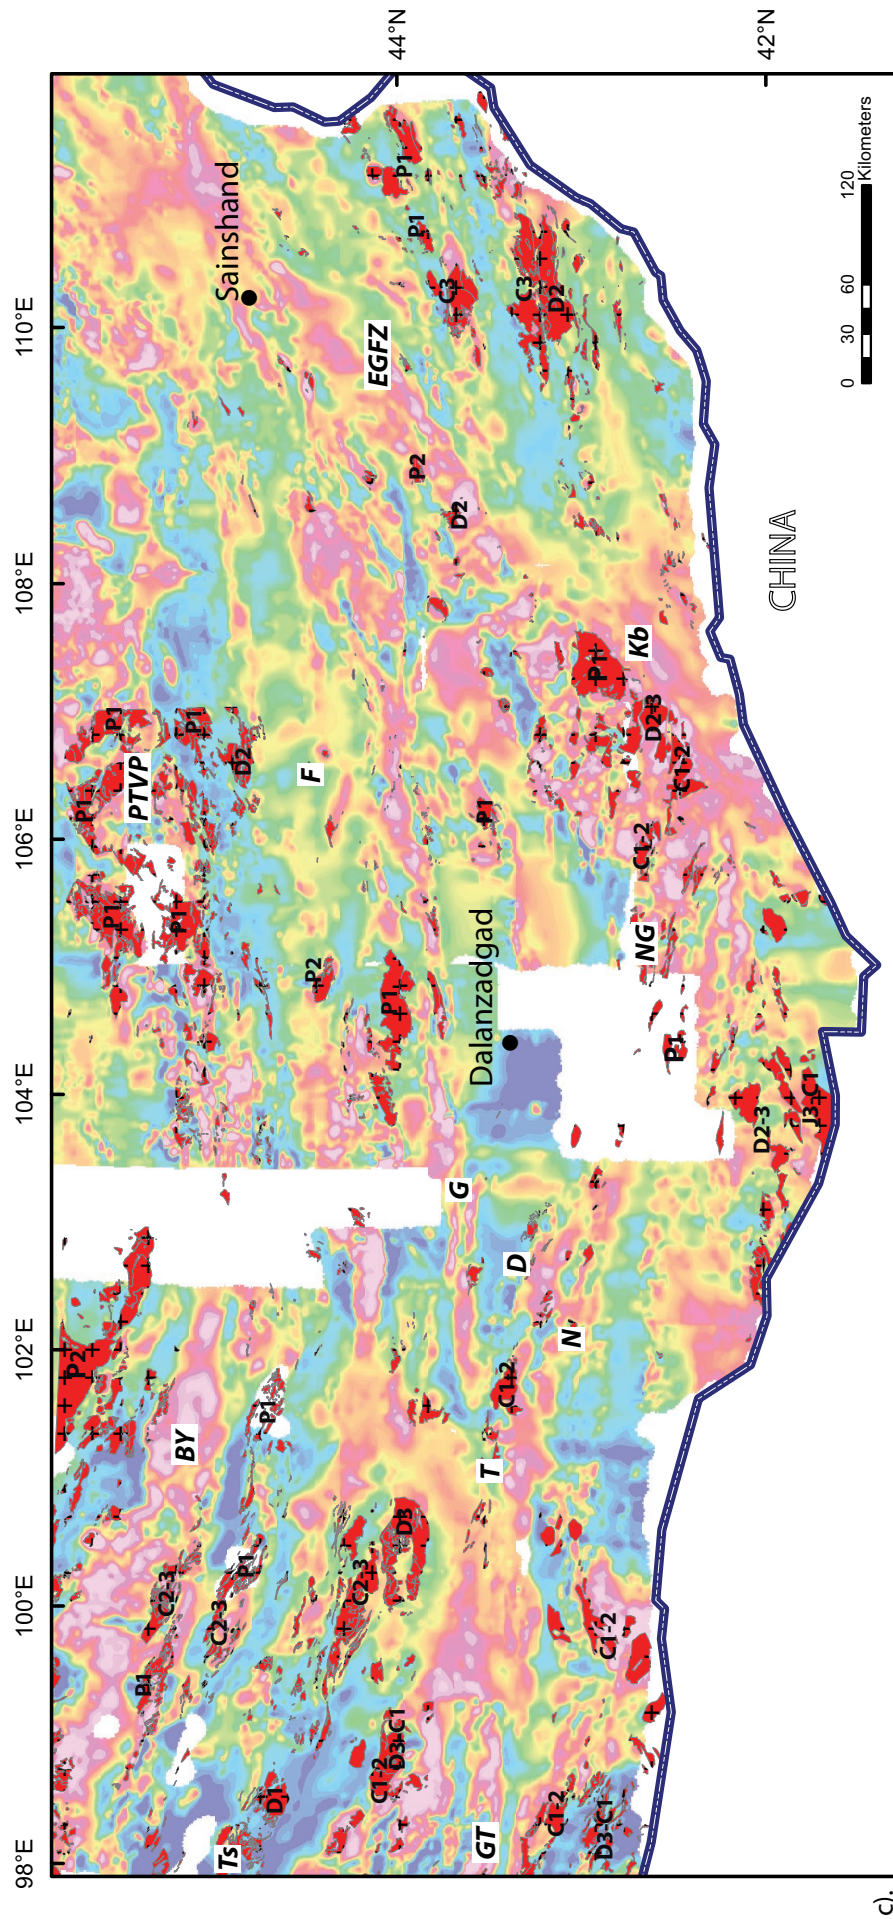 98°E 100°E 102°E 104°E 106°E 108°E 110°E
P2
P1
P1
P1
PTVP
P1
C2-3
P1
BY
P1
C2-3
Ts
Sainshand
D2
P1
P1
D1
F
P2
C2-3
EGFZ
C1-2
P1
D3-C1
D3
P1
44°N
P1
P2
C3
G
D2
Dalanzadgad
P1
GT
T
C1-2
D
C3
C1-2
D2
N
P1
D3-C1
C1-2
Kb
C1-2
NG
D2-3
P1
C1-2
D2-3
42°N
CHINA
J3-C1
0 30 60 120
Kilometers
c).